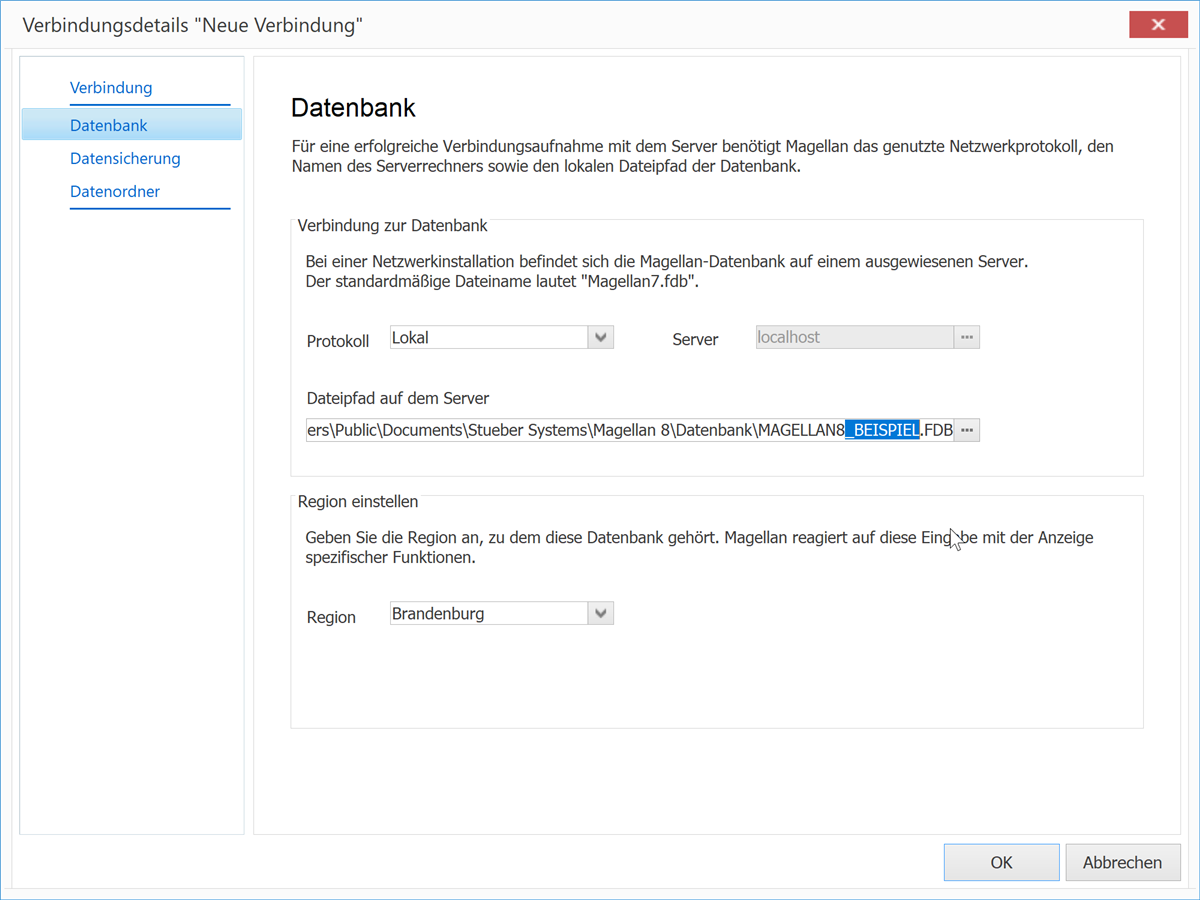 Verbindungsdetails "Neue Verbindung"
Verbindung
Datenbank
Datensicherung
Datenordner
Datenbank
Für eine erfolgreiche Verbindungsaufnahme mit dem Server benötigt Magellan das genutzte Netzwerkprotokoll, den
Namen des Serverrechners sowie den lokalen Dateipfad der Datenbank.
Verbindung zur Datenbank
Bei einer Netzwerkinstallation befindet sich die Magellan-Datenbank auf einem ausgewiesenen Server.
Der standardmäßige Dateiname lautet "Magellan7.fdb".
Protokoll Lokal Server localhost ...
Dateipfad auf dem Server
ers\Public\Documents\Stueber Systems\Magellan 8\Datenbank\MAGELLAN8_BEISPIEL.FDB ...
Region einstellen
Geben Sie die Region an, zu dem diese Datenbank gehört. Magellan reagiert auf diese Eingabe mit der Anzeige
spezifischer Funktionen.
Region Brandenburg
OK Abbrechen